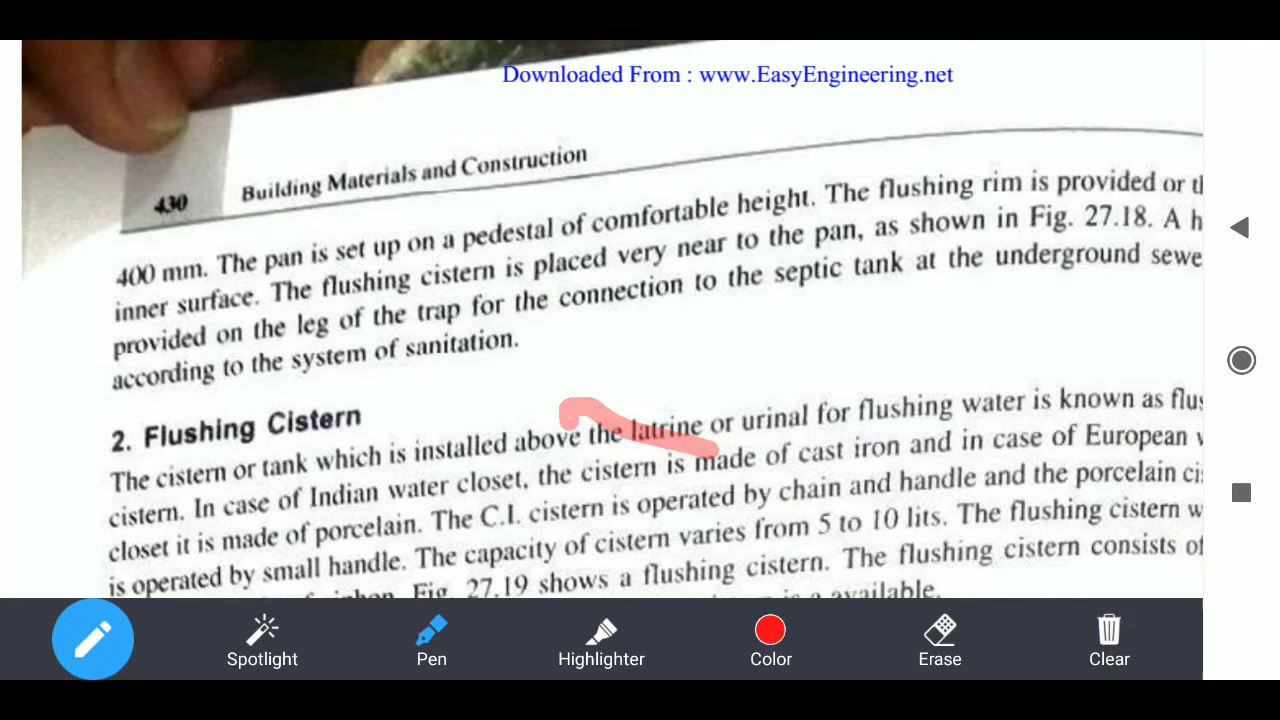 Downloaded From : www.EasyEngineering.net
430 Building Materials and Construction
400 mm. The pan is set up on a pedestal of comfortable height. The flushing rim is provided or
inner surface. The flushing cistern is placed very near to the pan, as shown in Fig. 27.18. A
provided on the leg of the trap for the connection to the septic tank at the underground
according to the system of sanitation.
2. Flushing Cistern
The cistern or tank which is installed above the latrine or urinal for flushing water is known as
cistern. In case of Indian water closet, the cistern is made of cast iron and in case of European
closet it is made of porcelain. The C.I. cistern is operated by chain and handle and the porcelain
is operated by small handle. The capacity of cistern varies from 5 to 10 lits. The flushing cistern
Fig. 27.19 shows a flushing cistern. The flushing cistern consists of
a available.
Spotlight
Pen
Highlighter
Color
Erase
Clear